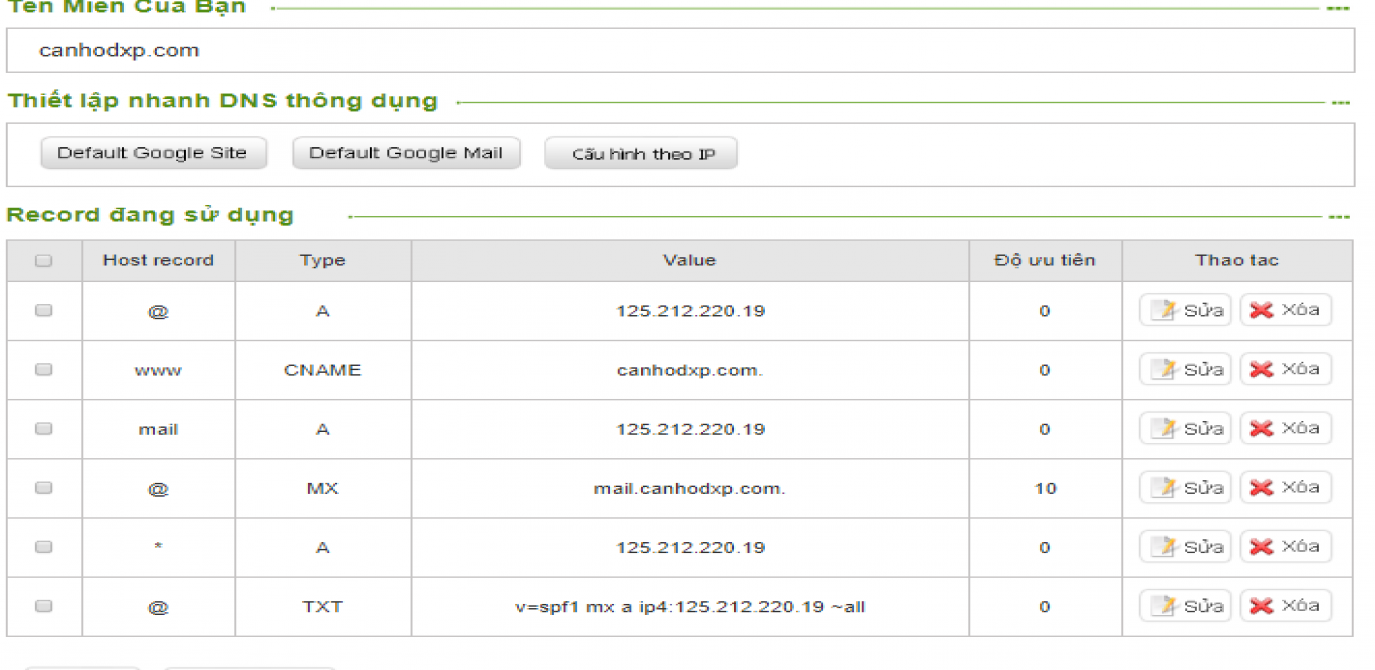 Tên Miền Của Bạn
canhodxp.com
Thiết lập nhanh DNS thông dụng
Default Google Site Default Google Mail Cấu hình theo IP
Record đang sử dụng
Host record Type Value Độ ưu tiên Thao tac
@ A 125.212.220.19 0 Sửa Xóa
www CNAME canhodxp.com. 0 Sửa Xóa
mail A 125.212.220.19 0 Sửa Xóa
@ MX mail.canhodxp.com. 10 Sửa Xóa
* A 125.212.220.19 0 Sửa Xóa
@ TXT v=spf1 mx a ip4:125.212.220.19 ~all 0 Sửa Xóa